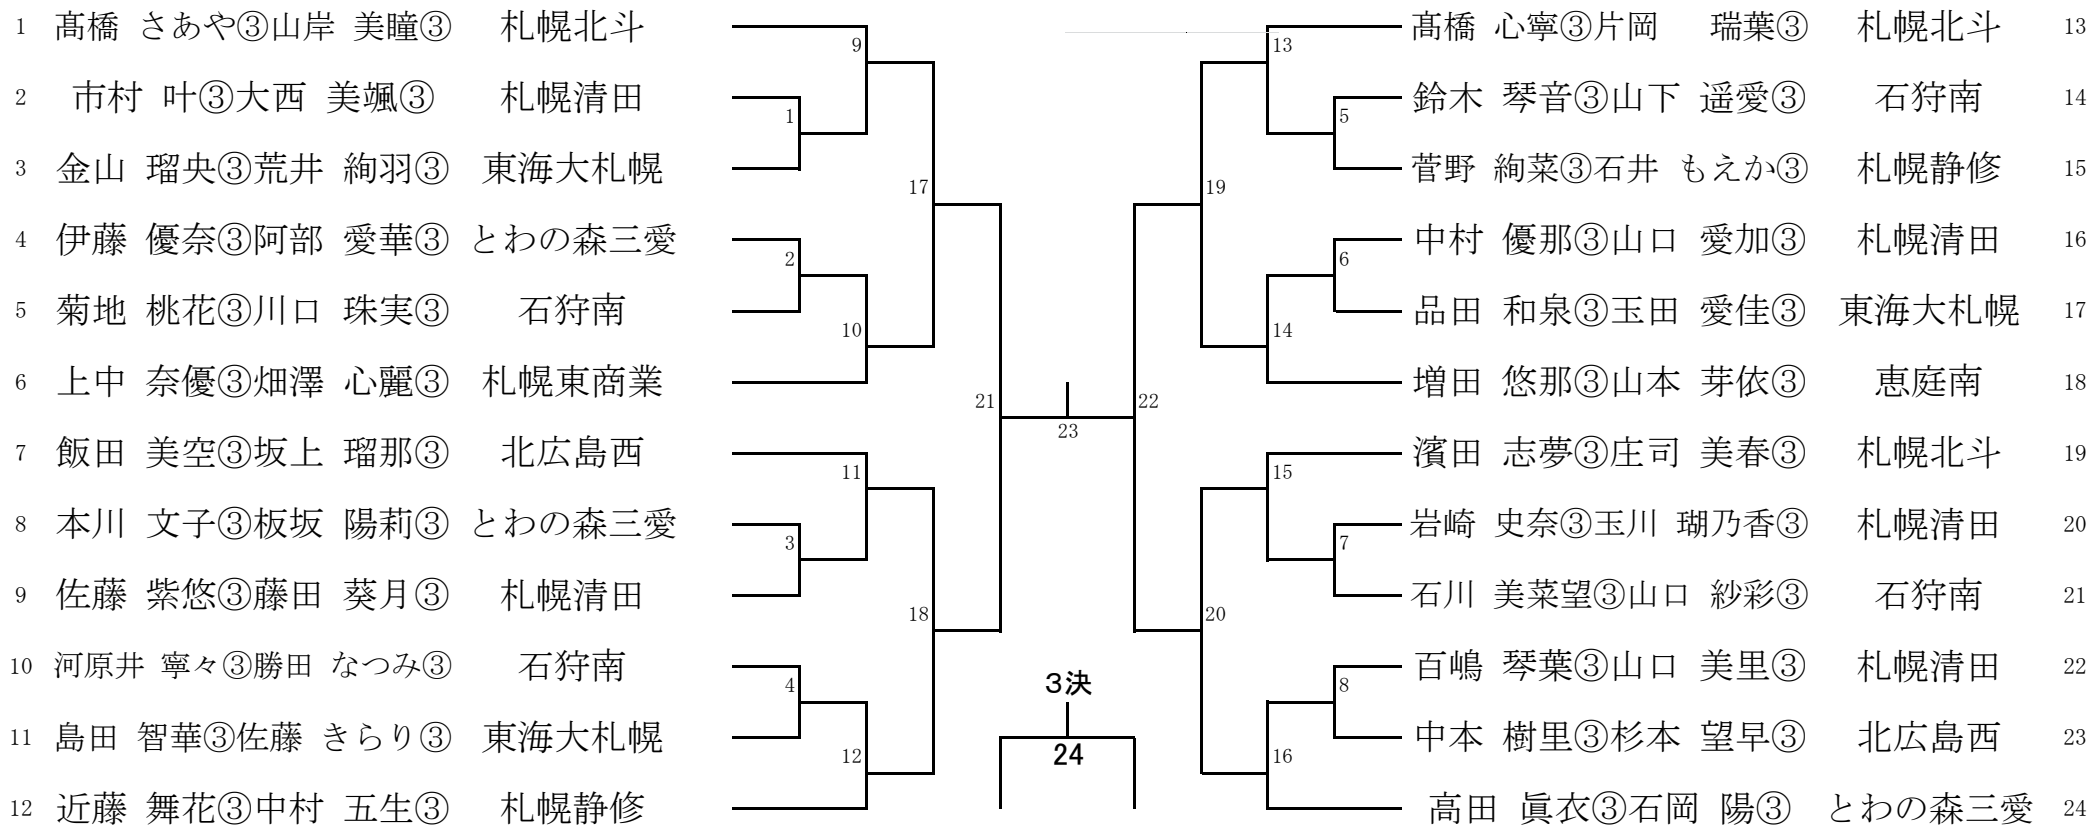 1 髙橋 さあや③山岸 美瞳③ 札幌北斗
2 市村 叶③大西 美颯③ 札幌清田
3 金山 瑠央③荒井 絢羽③ 東海大札幌
4 伊藤 優奈③阿部 愛華③ とわの森三愛
5 菊地 桃花③川口 珠実③ 石狩南
6 上中 奈優③畑澤 心麗③ 札幌東商業
7 飯田 美空③坂上 瑠那③ 北広島西
8 本川 文子③板坂 陽莉③ とわの森三愛
9 佐藤 紫悠③藤田 葵月③ 札幌清田
10 河原井 寧々③勝田 なつみ③ 石狩南
11 島田 智華③佐藤 きらり③ 東海大札幌
12 近藤 舞花③中村 五生③ 札幌静修
9
1
17
2
10
21
11
3
18
4
12
23
3決
24
13
5
19
6
14
22
15
7
20
8
16
髙橋 心寧③片岡 瑞葉③ 札幌北斗 13
鈴木 琴音③山下 遥愛③ 石狩南 14
菅野 絢菜③石井 もえか③ 札幌静修 15
中村 優那③山口 愛加③ 札幌清田 16
品田 和泉③玉田 愛佳③ 東海大札幌 17
増田 悠那③山本 芽依③ 恵庭南 18
濱田 志夢③庄司 美春③ 札幌北斗 19
岩崎 史奈③玉川 瑚乃香③ 札幌清田 20
石川 美菜望③山口 紗彩③ 石狩南 21
百嶋 琴葉③山口 美里③ 札幌清田 22
中本 樹里③杉本 望早③ 北広島西 23
高田 眞衣③石岡 陽③ とわの森三愛 24